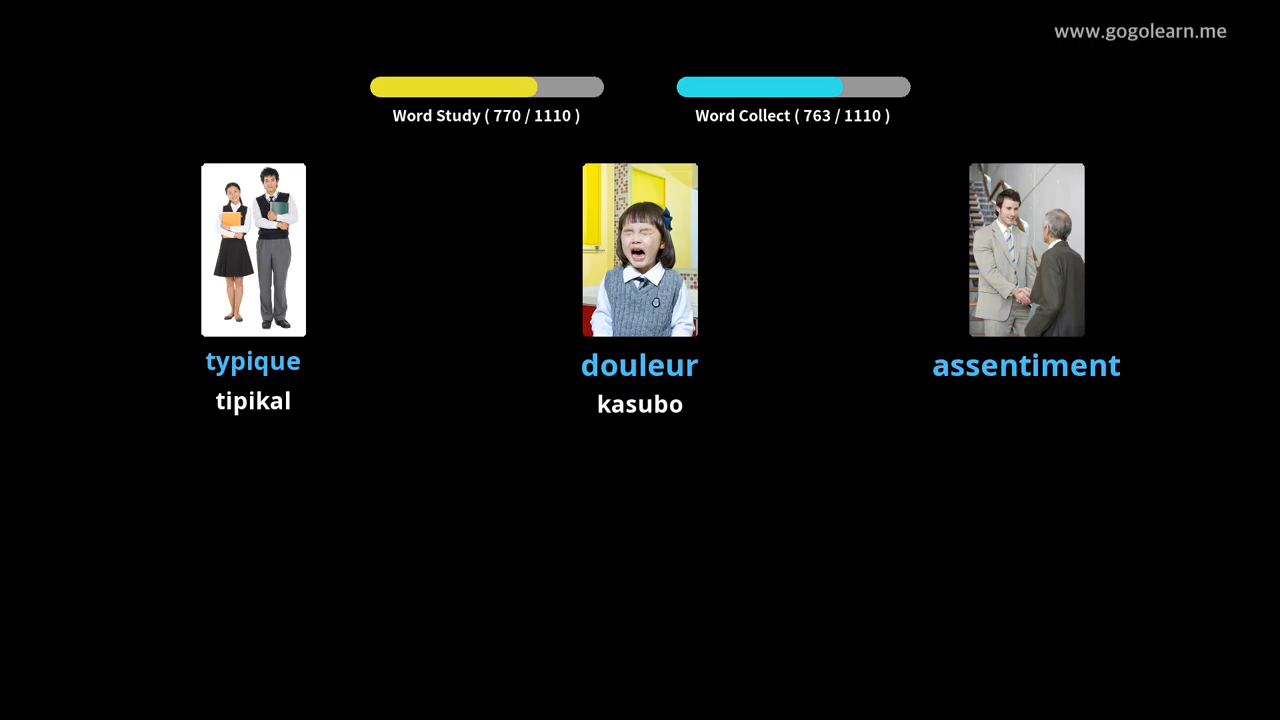 www.gogolearn.me
Word Study ( 770 / 1110 )
Word Collect ( 763 / 1110 )
typique
tipikal
douleur
kasubo
assentiment